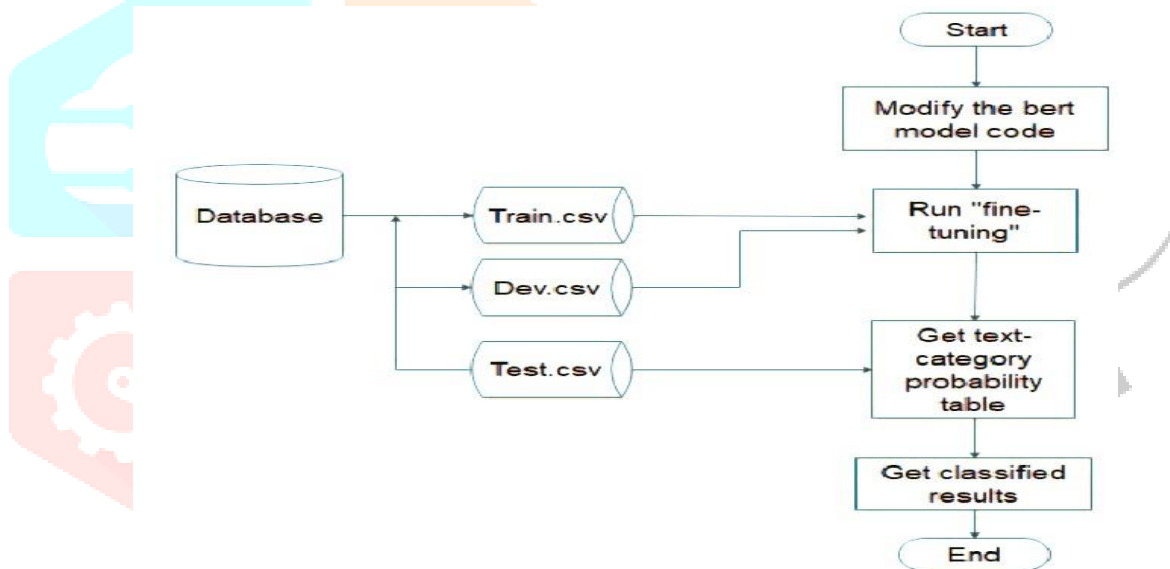 Start
Modify the bert
model code
Database
Train.csv
Run "fine-
tuning"
Dev.csv
Get text-
category
probability
table
Test.csv
Get classified
results
End